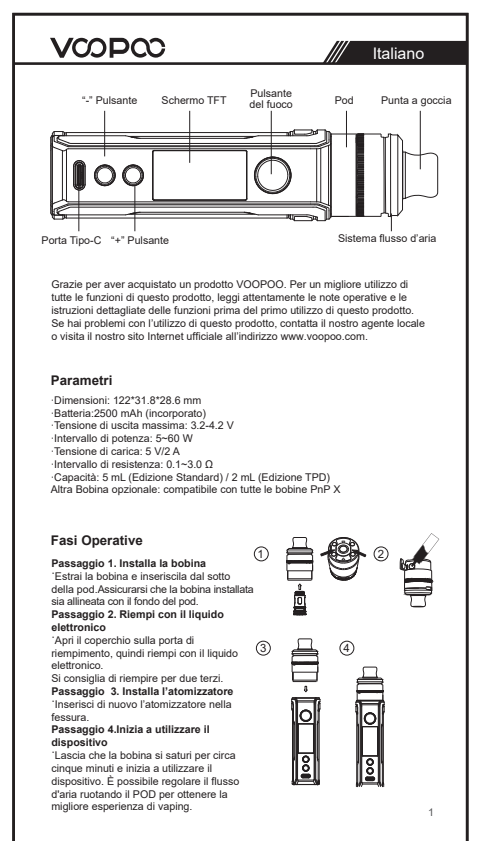 VOOPOO
Italiano
"-" Pulsante
Schermo TFT
Pulsante
del fuoco
Pod
Punta a goccia
Porta Tipo-C
"+" Pulsante
Sistema flusso d'aria
Grazie per aver acquistato un prodotto VOOPOO. Per un migliore utilizzo di
tutte le funzioni di questo prodotto, leggi attentamente le note operative e le
istruzioni dettagliate delle funzioni prima del primo utilizzo di questo prodotto.
Se hai problemi con l'utilizzo di questo prodotto, contatta il nostro agente locale
o visita il nostro sito Internet ufficiale all'indirizzo www.voopoo.com.
Parametri
·Dimensioni: 122*31.8*28.6 mm
·Batteria:2500 mAh (incorporato)
·Tensione di uscita massima: 3.2-4.2 V
·Intervallo di potenza: 5~60 W
·Tensione di carica: 5 V/2 A
·Intervallo di resistenza: 0.1~3.0 Ω
·Capacità: 5 mL (Edizione Standard) / 2 mL (Edizione TPD)
Altra Bobina opzionale: compatibile con tutte le bobine PnP X
Fasi Operative
Passaggio 1. Installa la bobina
˙Estrai la bobina e inseriscila dal sotto
della pod.Assicurarsi che la bobina installata
sia allineata con il fondo del pod.
Passaggio 2. Riempi con il liquido
elettronico
˙Apri il coperchio sulla porta di
riempimento, quindi riempi con il liquido
elettronico.
Si consiglia di riempire per due terzi.
Passaggio 3. Installa l'atomizzatore
˙Inserisci di nuovo l'atomizzatore nella
fessura.
Passaggio 4.Inizia a utilizzare il
dispositivo
˙Lascia che la bobina si saturi per circa
cinque minuti e inizia a utilizzare il
dispositivo. È possibile regolare il flusso
d'aria ruotando il POD per ottenere la
migliore esperienza di vaping.
1
2
3
4
1